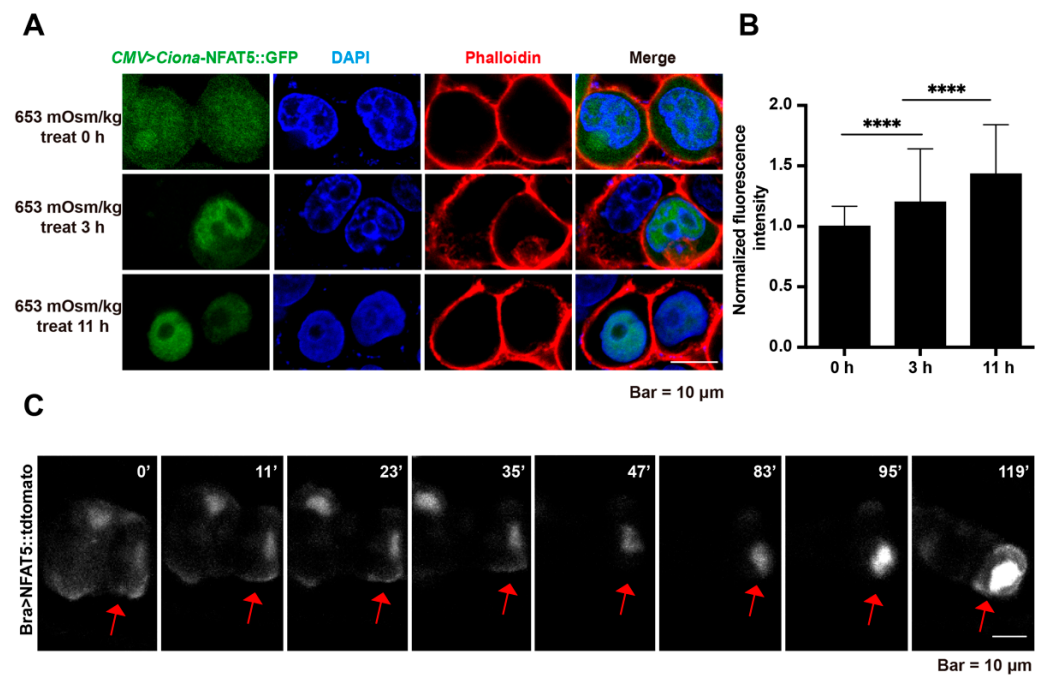 A
CMV>Ciona-NFAT5::GFP DAPI Phalloidin Merge
653 mOsm/kg
treat 0 h
653 mOsm/kg
treat 3 h
653 mOsm/kg
treat 11 h
Bar = 10 µm
B
Normalized fluorescence
intensity
2.0
1.5
1.0
0.5
0.0
****
****
0 h 3 h 11 h
C
Bra>NFAT5::tdtomato
0’ 11’ 23’ 35’ 47’ 83’ 95’ 119’
Bar = 10 µm